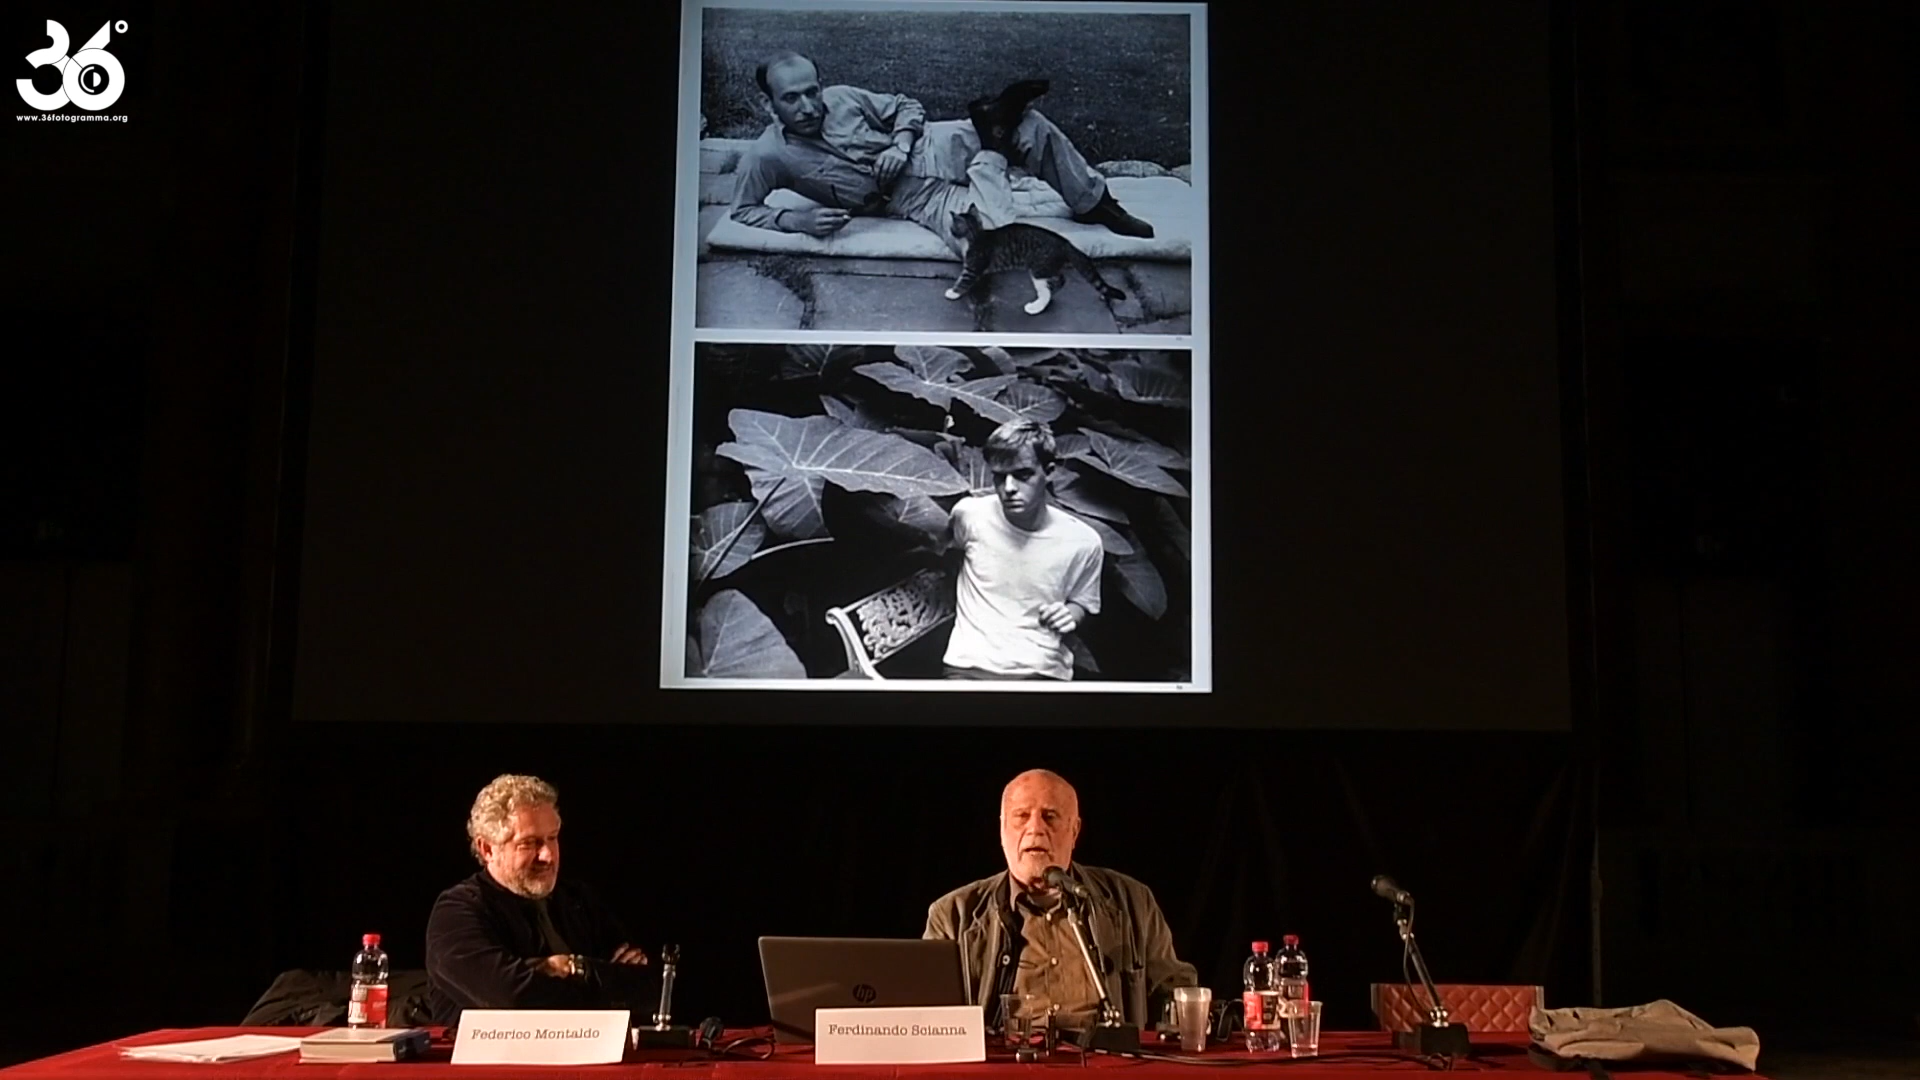 36°
www.36fotogramma.org
hp
Federico Montaldo
Ferdinando Scianna